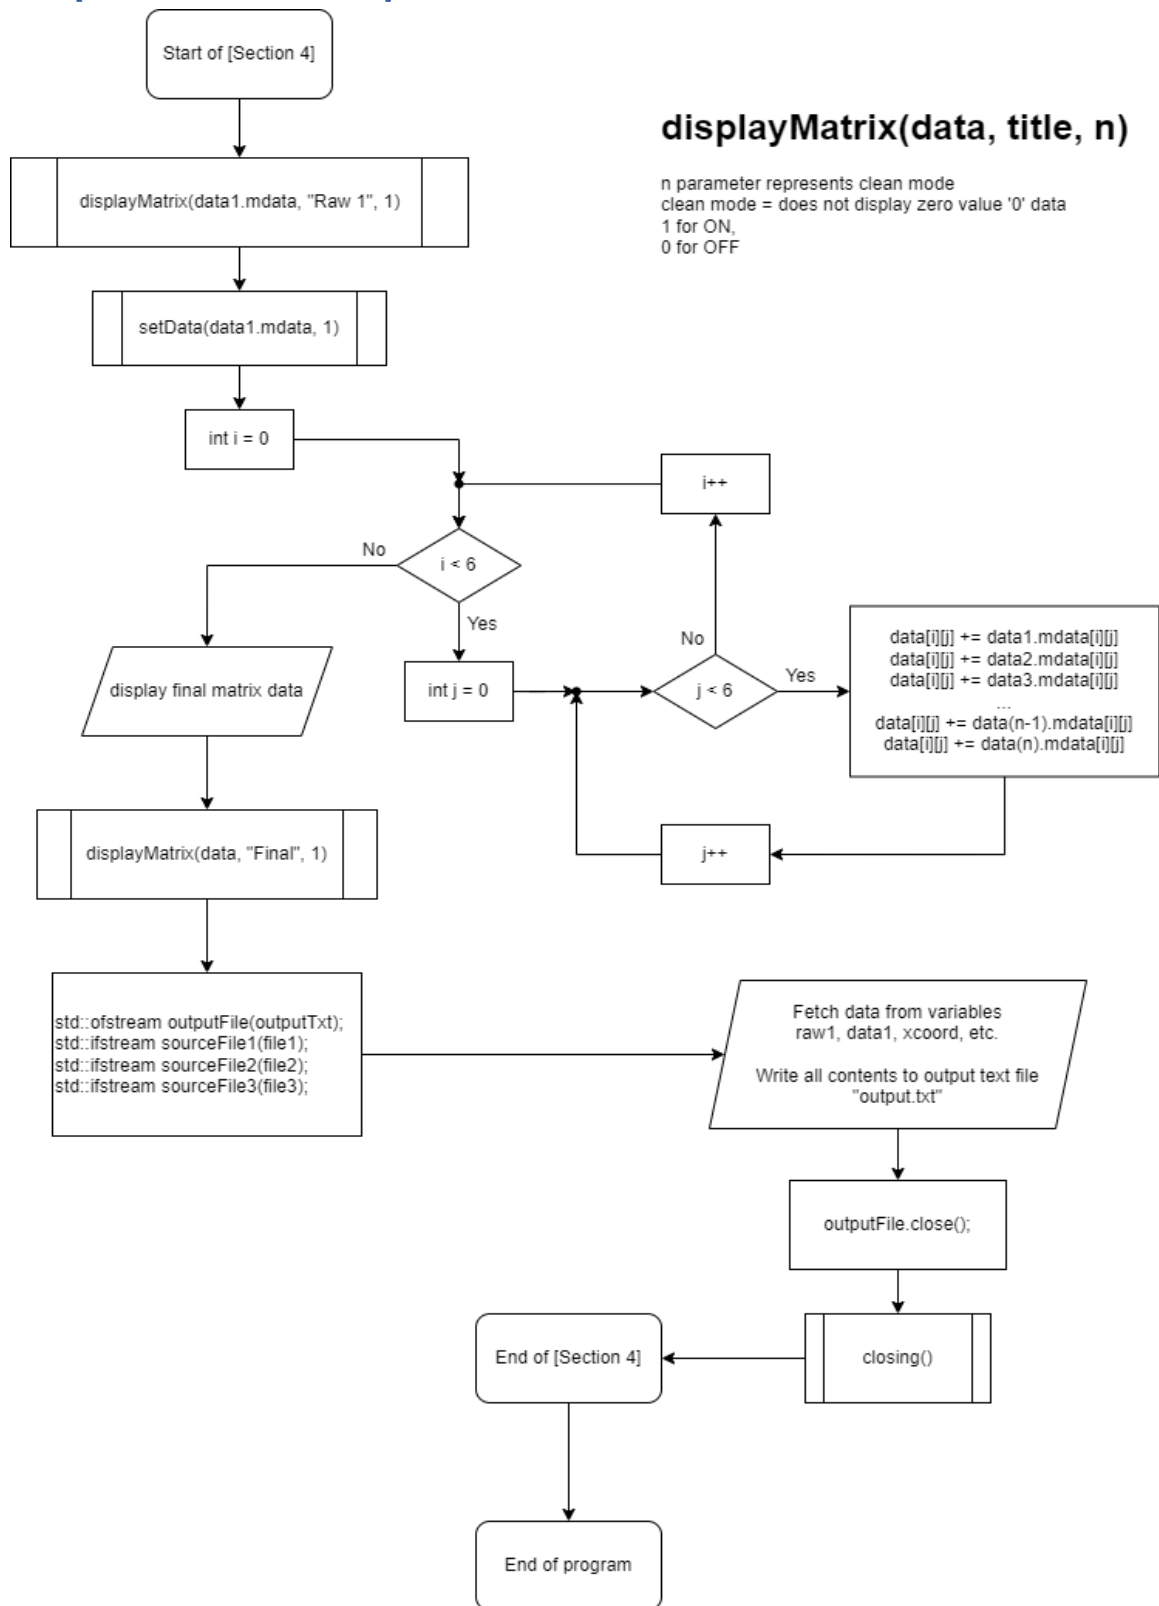 Start of [Section 4]
displayMatrix(data, title, n)
n parameter represents clean mode
clean mode = does not display zero value '0' data
1 for ON,
0 for OFF
displayMatrix(data1.mdata, "Raw 1", 1)
setData(data1.mdata, 1)
int i = 0
i++
i < 6
No
Yes
int j = 0
j < 6
No
Yes
data[i][j] += data1.mdata[i][j]
data[i][j] += data2.mdata[i][j]
data[i][j] += data3.mdata[i][j]
...
data[i][j] += data(n-1).mdata[i][j]
data[i][j] += data(n).mdata[i][j]
j++
display final matrix data
displayMatrix(data, "Final", 1)
std::ofstream outputFile(outputTxt);
std::ifstream sourceFile1(file1);
std::ifstream sourceFile2(file2);
std::ifstream sourceFile3(file3);
Fetch data from variables
raw1, data1, xcoord, etc.
Write all contents to output text file
"output.txt"
outputFile.close();
closing()
End of [Section 4]
End of program